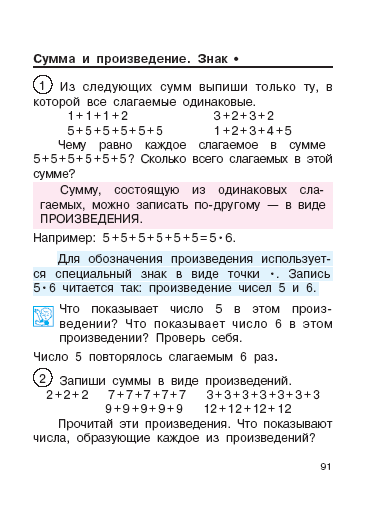 Сумма и произведение. Знак •
1 Из следующих сумм выпиши только ту, в
которой все слагаемые одинаковые.
1+1+1+2 3+2+3+2
5+5+5+5+5+5 1+2+3+4+5
Чему равно каждое слагаемое в сумме
5+5+5+5+5+5? Сколько всего слагаемых в этой
сумме?
Сумму, состоящую из одинаковых сла-
гаемых, можно записать по-другому — в виде
ПРОИЗВЕДЕНИЯ.
Например: 5+5+5+5+5+5=5•6.
Для обозначения произведения использует-
ся специальный знак в виде точки •. Запись
5•6 читается так: произведение чисел 5 и 6.
Что показывает число 5 в этом произ-
ведении? Что показывает число 6 в этом
произведении? Проверь себя.
Число 5 повторялось слагаемым 6 раз.
2 Запиши суммы в виде произведений.
2+2+2 7+7+7+7+7 3+3+3+3+3+3+3
9+9+9+9+9 12+12+12+12
Прочитай эти произведения. Что показывают
числа, образующие каждое из произведений?
91